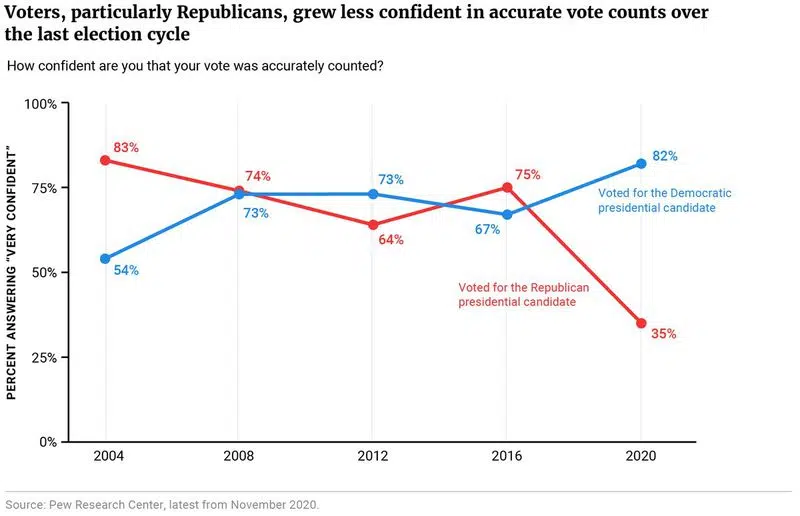 Voters, particularly Republicans, grew less confident in accurate vote counts over
the last election cycle
How confident are you that your vote was accurately counted?
PERCENT ANSWERING “VERY CONFIDENT”
100%
75%
50%
25%
0%
83%
74%
64%
75%
35%
54%
73%
73%
67%
82%
Voted for the Democratic
presidential candidate
Voted for the Republican
presidential candidate
2004
2008
2012
2016
2020
Source: Pew Research Center, latest from November 2020.